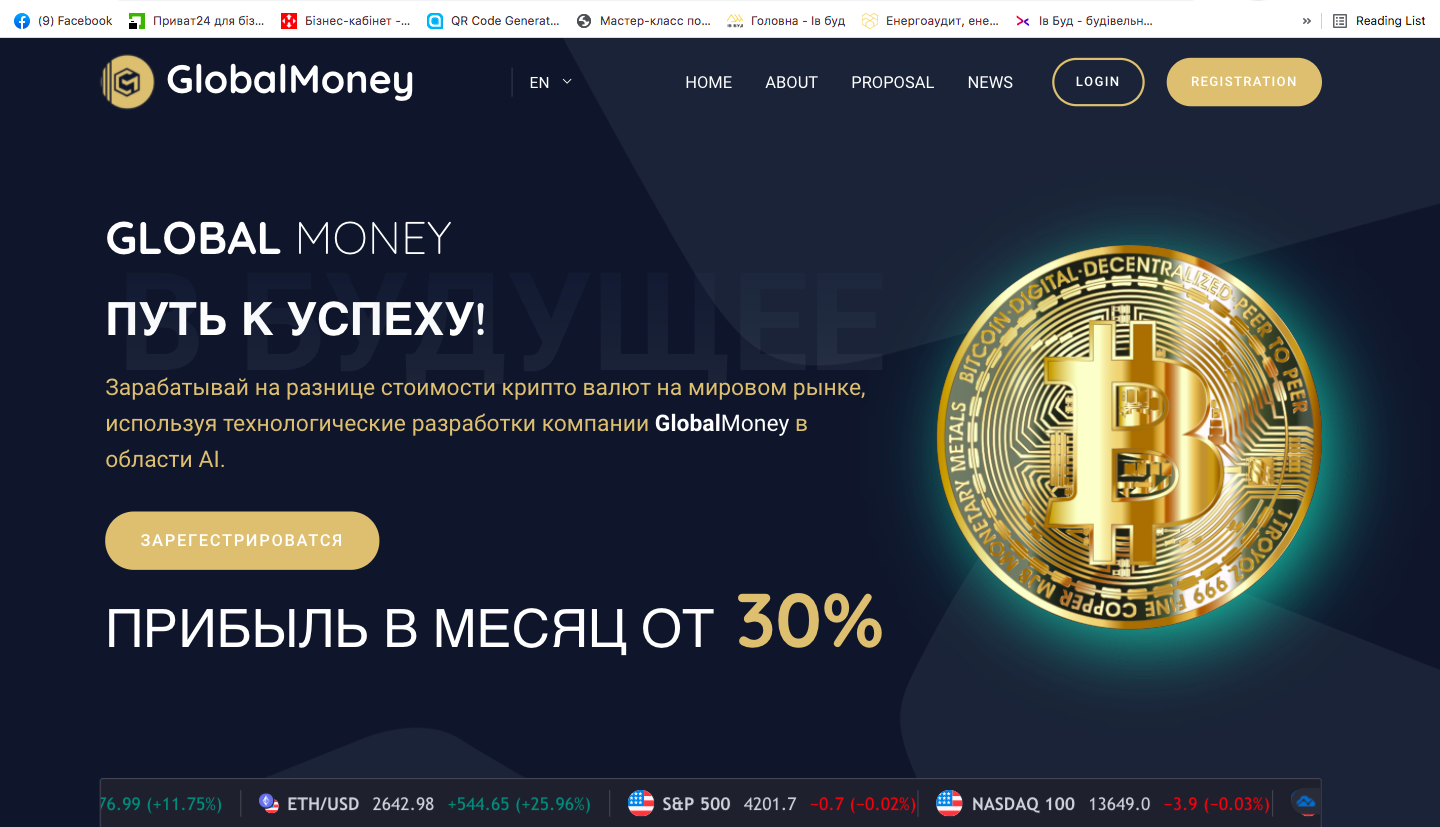 (9) Facebook
Приват24 для біз...
Бізнес-кабінет -...
QR Code Generat...
Мастер-класс по...
Головна - Ів буд
Енергоаудит, ене...
Ів Буд - будівельн...
»
Reading List
GlobalMoney
EN
HOME
ABOUT
PROPOSAL
NEWS
LOGIN
REGISTRATION
GLOBAL MONEY
В БУДУЩЕЕ
ПУТЬ К УСПЕХУ!
Зарабатывай на разнице стоимости крипто валют на мировом рынке,
используя технологические разработки компании GlobalMoney в
области AI.
ЗАРЕГЕСТРИРОВАТСЯ
ПРИБЫЛЬ В МЕСЯЦ ОТ 30%
BITCOIN·DIGITAL·DECENTRALIZED PEER TO PEER
999 FINE COPPER MJB MONETARY METALS
76.99 (+11.75%)
ETH/USD 2642.98 +544.65 (+25.96%)
S&P 500 4201.7 −0.7 (−0.02%)
NASDAQ 100 13649.0 −3.9 (−0.03%)